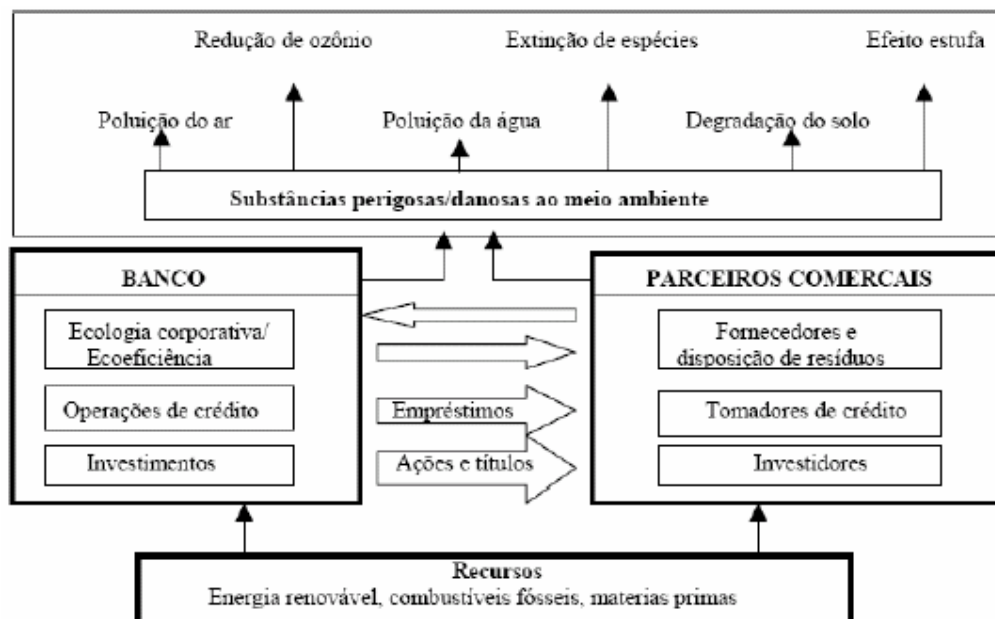 Redução de ozônio
Extinção de espécies
Efeito estufa
Poluição do ar
Poluição da água
Degradação do solo
Substâncias perigosas/danosas ao meio ambiente
BANCO
Ecologia corporativa/
Ecoeficiência
Operações de crédito
Investimentos
Empréstimos
Ações e títulos
PARCEIROS COMERCAIS
Fornecedores e
disposição de resíduos
Tomadores de crédito
Investidores
Recursos
Energia renovável, combustíveis fósseis, materias primas